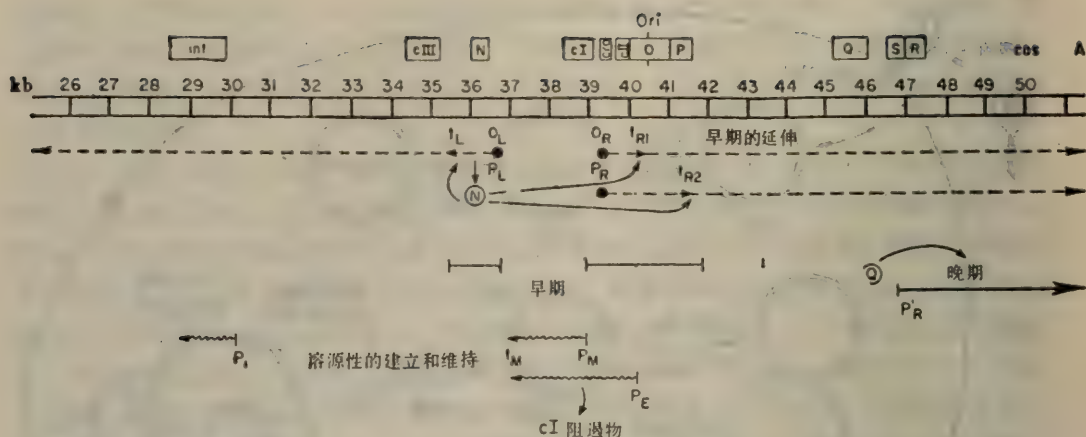 Ori
int cIII N cI cro cII O P Q S R cos A
kb 26 27 28 29 30 31 32 33 34 35 36 37 38 39 40 41 42 43 44 45 46 47 48 49 50
tL OL OR tR1 早期的延伸
PL PR tR2
N
Q 晚期
早期
P'R
PI 溶源性的建立和维持 tM PM
PE
cI 阻遏物